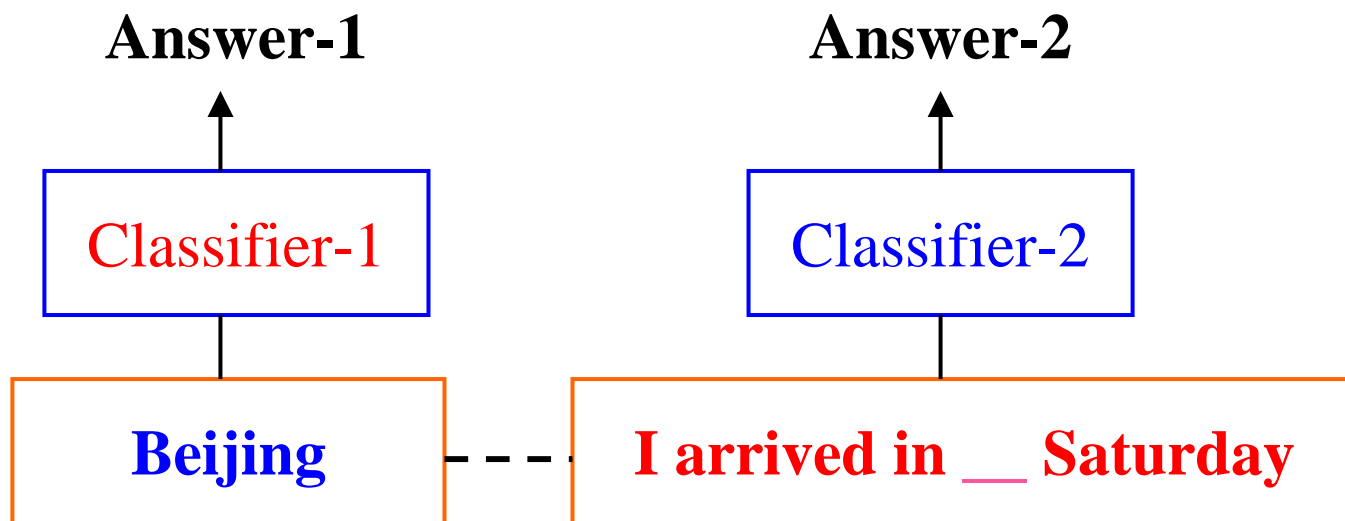 Answer-1 Answer-2
Classifier-1 Classifier-2
Beijing I arrived in __ Saturday